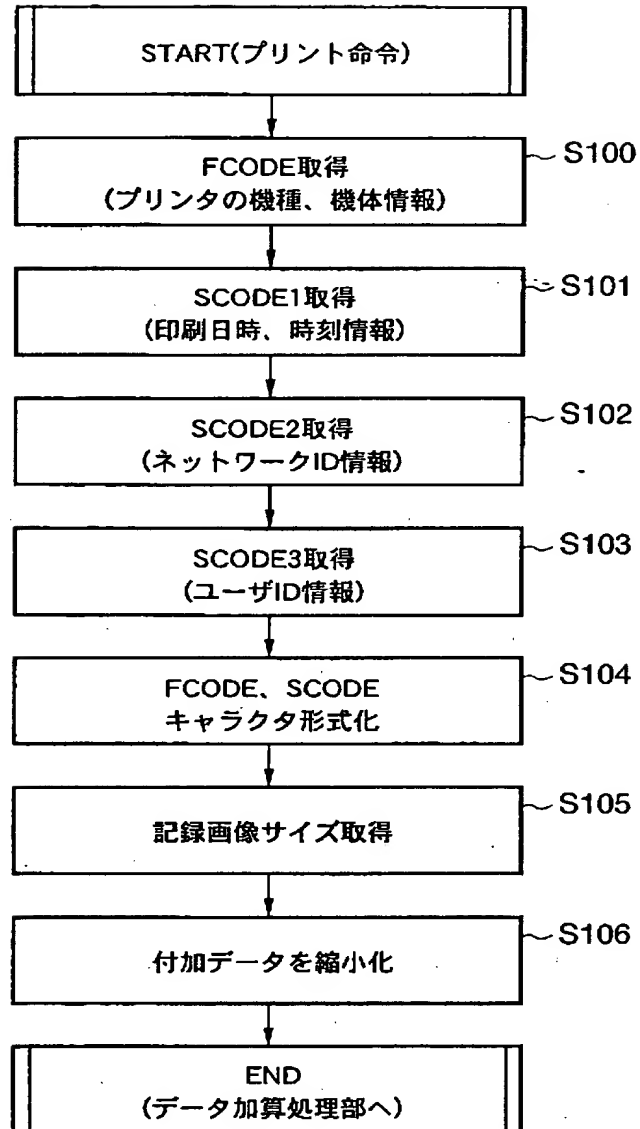 START(プリント命令)
FCODE取得
(プリンタの機種、機体情報)
S100
SCODE1取得
(印刷日時、時刻情報)
S101
SCODE2取得
(ネットワークID情報)
S102
SCODE3取得
(ユーザID情報)
S103
FCODE、SCODE
キャラクタ形式化
S104
記録画像サイズ取得
S105
付加データを縮小化
S106
END
(データ加算処理部へ)